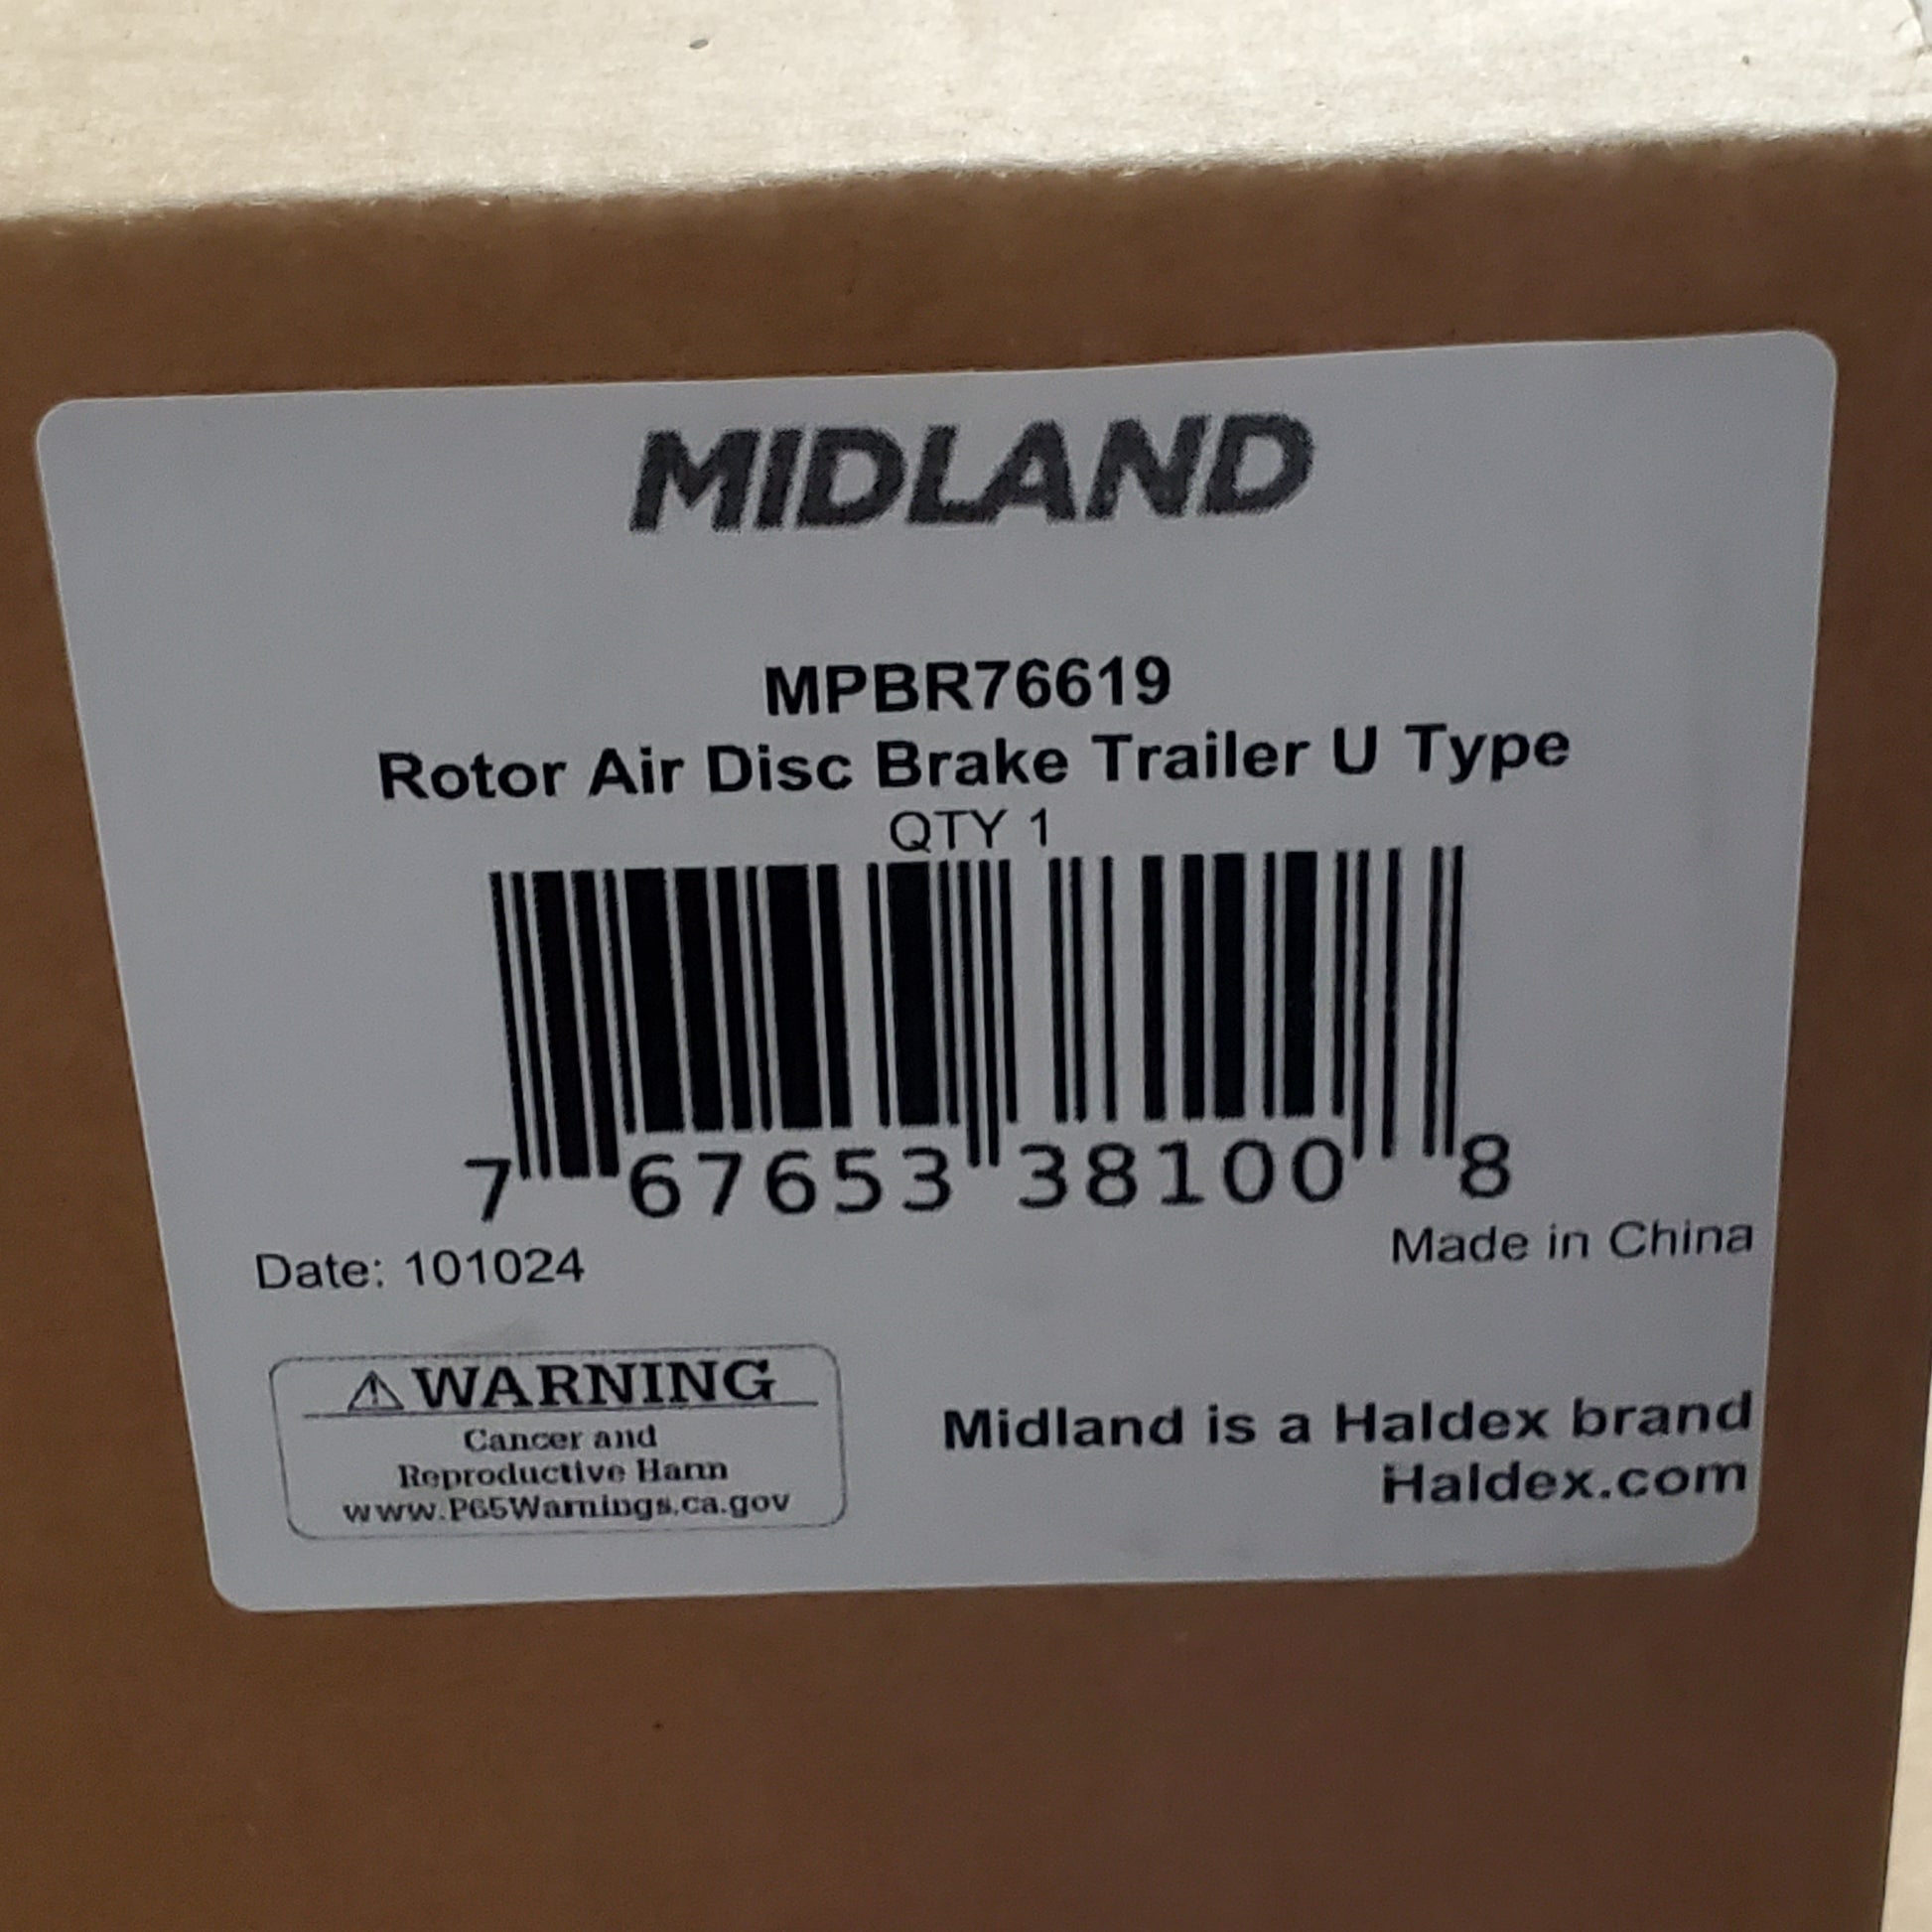 MIDLAND
MPBR76619
Rotor Air Disc Brake Trailer U Type
QTY 1
7 67653 38100 8
Date: 101024
Made in China
⚠ WARNING
Cancer and
Reproductive Harm
www.P65Warnings.ca.gov
Midland is a Haldex brand
Haldex.com